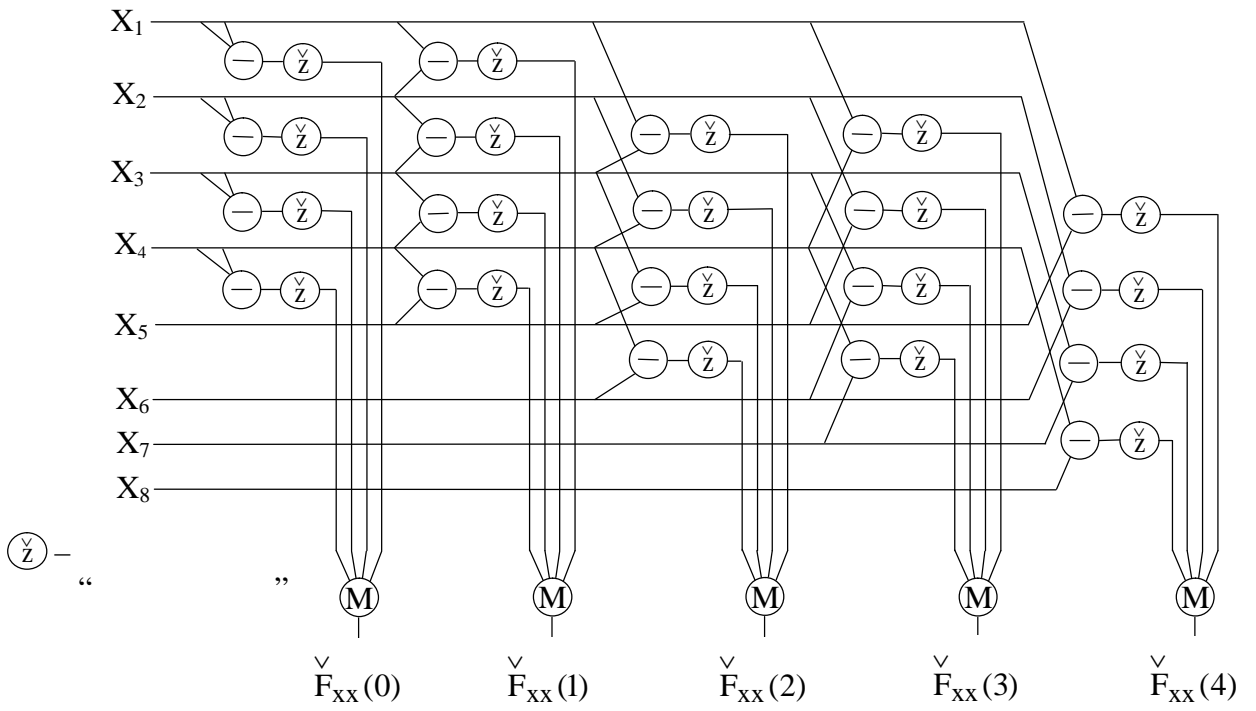 X₁
− ž
− ž
X₂
− ž
− ž
− ž
− ž
X₃
− ž
− ž
− ž
− ž
− ž
X₄
− ž
− ž
− ž
− ž
− ž
X₅
− ž
− ž
− ž
X₆
X₇
− ž
X₈
ž –
“ ”
M M M M M
F̌xx(0) F̌xx(1) F̌xx(2) F̌xx(3) F̌xx(4)